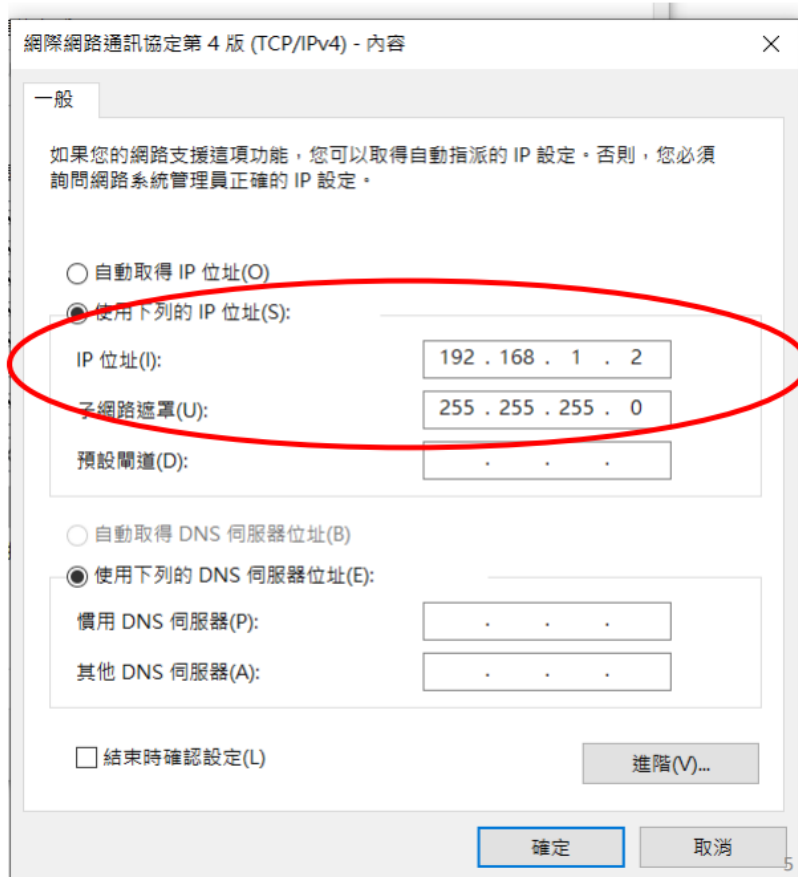 網際網路通訊協定第 4 版 (TCP/IPv4) - 內容
一般
如果您的網路支援這項功能，您可以取得自動指派的 IP 設定。否則，您必須
詢問網路系統管理員正確的 IP 設定。
自動取得 IP 位址(O)
使用下列的 IP 位址(S):
IP 位址(I): 192 . 168 . 1 . 2
子網路遮罩(U): 255 . 255 . 255 . 0
預設閘道(D): . . .
自動取得 DNS 伺服器位址(B)
使用下列的 DNS 伺服器位址(E):
慣用 DNS 伺服器(P): . . .
其他 DNS 伺服器(A): . . .
結束時確認設定(L)
進階(V)...
確定 取消
5